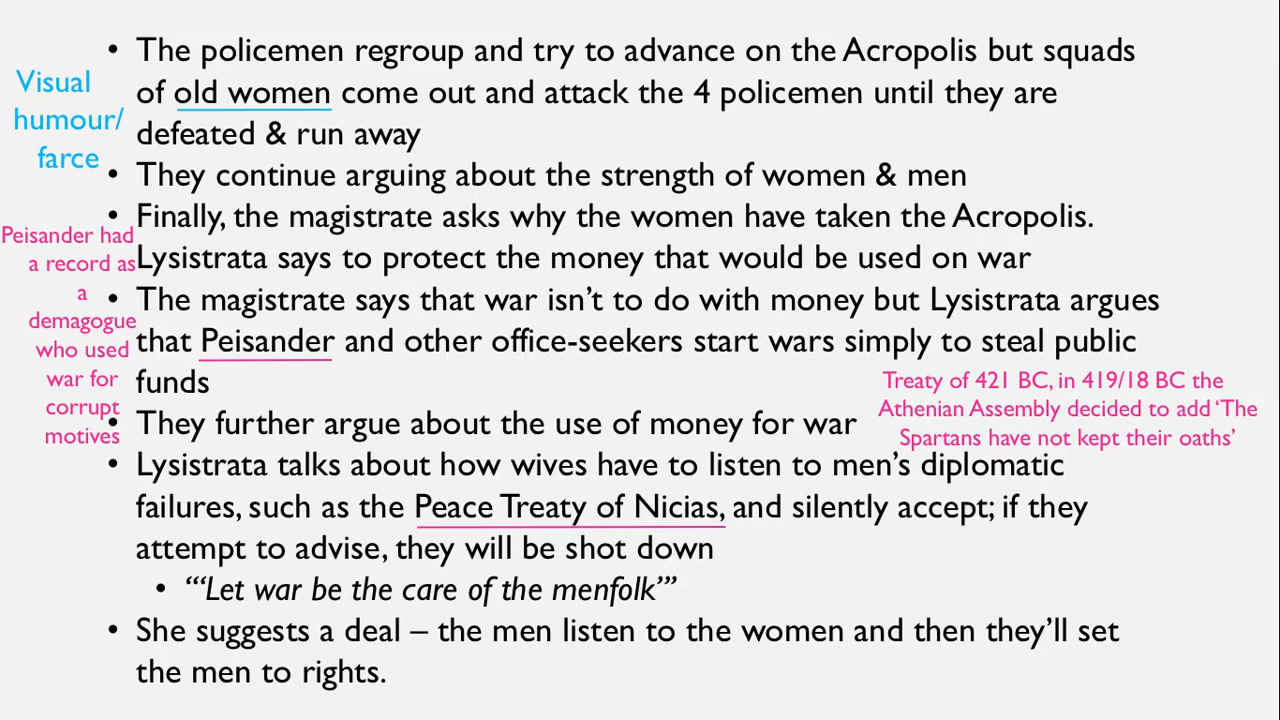 • The policemen regroup and try to advance on the Acropolis but squads
of old women come out and attack the 4 policemen until they are
defeated & run away
Visual
humour/
farce
• They continue arguing about the strength of women & men
• Finally, the magistrate asks why the women have taken the Acropolis.
Lysistrata says to protect the money that would be used on war
• The magistrate says that war isn't to do with money but Lysistrata argues
that Peisander and other office-seekers start wars simply to steal public
funds
Peisander had
a record as
a
demagogue
who used
war for
corrupt
motives
• They further argue about the use of money for war
• Lysistrata talks about how wives have to listen to men's diplomatic
failures, such as the Peace Treaty of Nicias, and silently accept; if they
attempt to advise, they will be shot down
Treaty of 421 BC, in 419/18 BC the
Athenian Assembly decided to add 'The
Spartans have not kept their oaths'
• "'Let war be the care of the menfolk'"
• She suggests a deal – the men listen to the women and then they'll set
the men to rights.